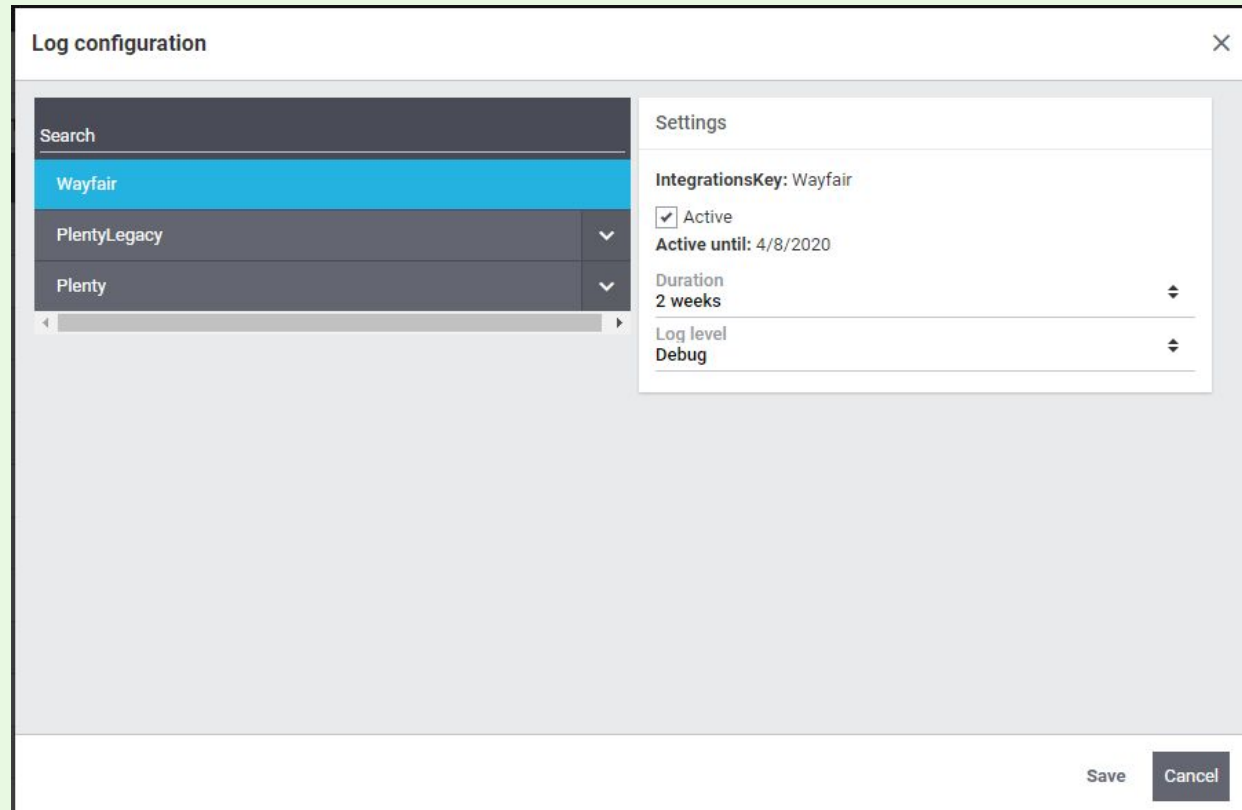 Log configuration
Search
Wayfair
PlentyLegacy
Plenty
Settings
IntegrationsKey: Wayfair
Active
Active until: 4/8/2020
Duration
2 weeks
Log level
Debug
Save
Cancel